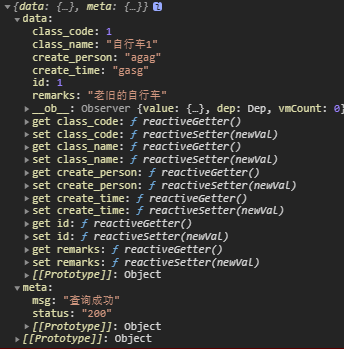 {data: {…}, meta: {…}} i
data:
class_code: 1
class_name: "自行车1"
create_person: "agag"
create_time: "gasg"
id: 1
remarks: "老旧的自行车"
__ob__: Observer {value: {…}, dep: Dep, vmCount: 0}
get class_code: ƒ reactiveGetter()
set class_code: ƒ reactiveSetter(newVal)
get class_name: ƒ reactiveGetter()
set class_name: ƒ reactiveSetter(newVal)
get create_person: ƒ reactiveGetter()
set create_person: ƒ reactiveSetter(newVal)
get create_time: ƒ reactiveGetter()
set create_time: ƒ reactiveSetter(newVal)
get id: ƒ reactiveGetter()
set id: ƒ reactiveSetter(newVal)
get remarks: ƒ reactiveGetter()
set remarks: ƒ reactiveSetter(newVal)
[[Prototype]]: Object
meta:
msg: "查询成功"
status: "200"
[[Prototype]]: Object
[[Prototype]]: Object